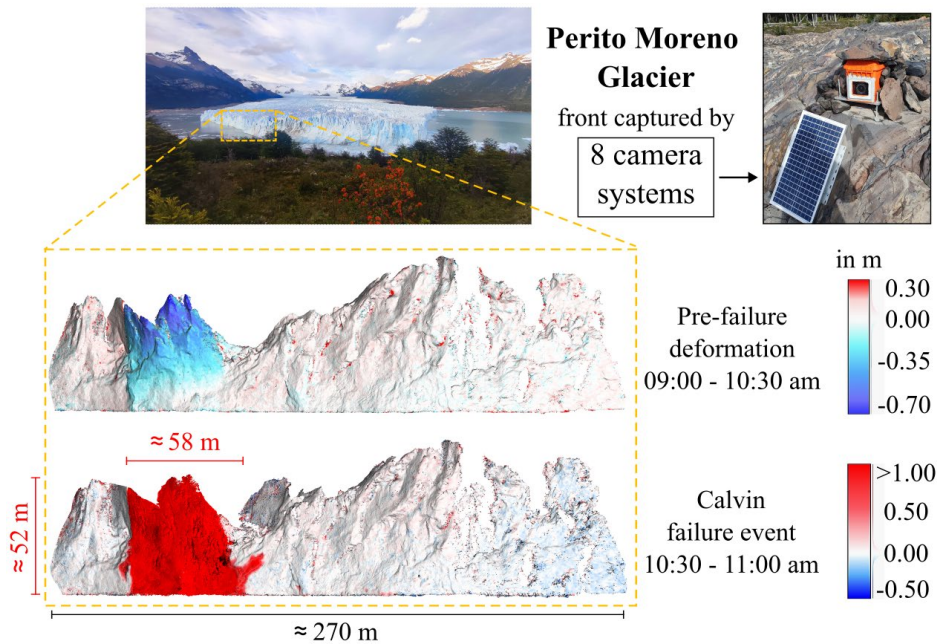 Perito Moreno
Glacier
front captured by
8 camera
systems
in m
0.30
0.00
-0.35
-0.70
Pre-failure
deformation
09:00 - 10:30 am
≈ 58 m
≈ 52 m
Calvin
failure event
10:30 - 11:00 am
>1.00
0.50
0.00
-0.50
≈ 270 m